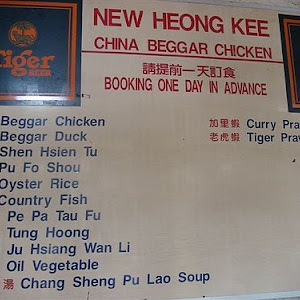 NEW HEONG KEE
Tiger
BEER
CHINA BEGGAR CHICKEN
請提前一天訂食
BOOKING ONE DAY IN ADVANCE
Beggar Chicken
加里蝦 Curry Pra
Beggar Duck
老虎蝦 Tiger Prav
Shen Hsien Tu
Pu Fo Shou
Oyster Rice
Country Fish
Pe Pa Tau Fu
Tung Hoong
Ju Hsiang Wan Li
Oil Vegetable
湯 Chang Sheng Pu Lao Soup